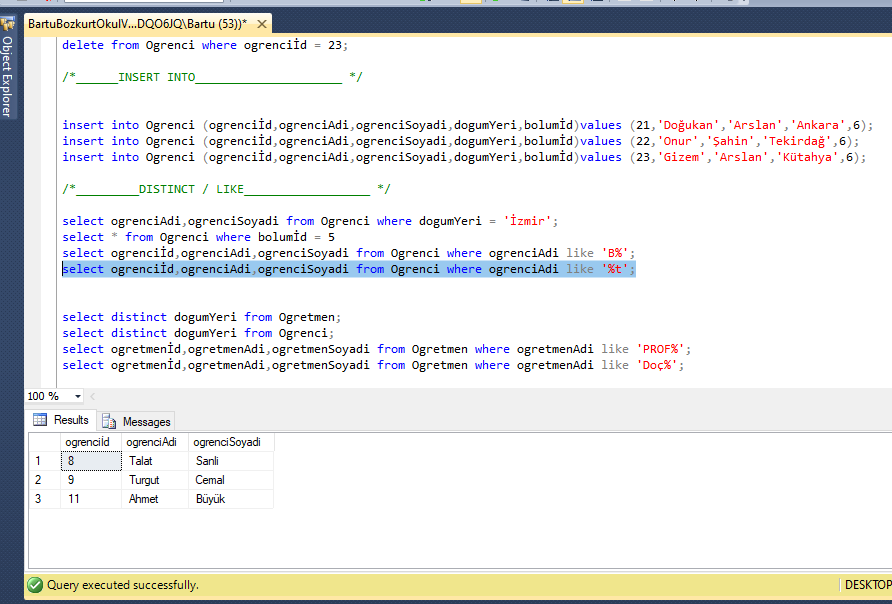 BartuBozkurtOkulV...DQO6JQ\Bartu (53))* ×
Object Explorer
delete from Ogrenci where ogrenciİd = 23;
/*______INSERT INTO_____________________ */
insert into Ogrenci (ogrenciİd,ogrenciAdi,ogrenciSoyadi,dogumYeri,bolumİd)values (21,'Doğukan','Arslan','Ankara',6);
insert into Ogrenci (ogrenciİd,ogrenciAdi,ogrenciSoyadi,dogumYeri,bolumİd)values (22,'Onur','Şahin','Tekirdağ',6);
insert into Ogrenci (ogrenciİd,ogrenciAdi,ogrenciSoyadi,dogumYeri,bolumİd)values (23,'Gizem','Arslan','Kütahya',6);
/*_________DISTINCT / LIKE__________________ */
select ogrenciAdi,ogrenciSoyadi from Ogrenci where dogumYeri = 'İzmir';
select * from Ogrenci where bolumİd = 5
select ogrenciİd,ogrenciAdi,ogrenciSoyadi from Ogrenci where ogrenciAdi like 'B%';
select ogrenciİd,ogrenciAdi,ogrenciSoyadi from Ogrenci where ogrenciAdi like '%t';
select distinct dogumYeri from Ogretmen;
select distinct dogumYeri from Ogrenci;
select ogretmenİd,ogretmenAdi,ogretmenSoyadi from Ogretmen where ogretmenAdi like 'PROF%';
select ogretmenİd,ogretmenAdi,ogretmenSoyadi from Ogretmen where ogretmenAdi like 'Doç%';
100 %
Results Messages
ogrenciİd ogrenciAdi ogrenciSoyadi
1 8 Talat Sanli
2 9 Turgut Cemal
3 11 Ahmet Büyük
Query executed successfully. DESKTOP